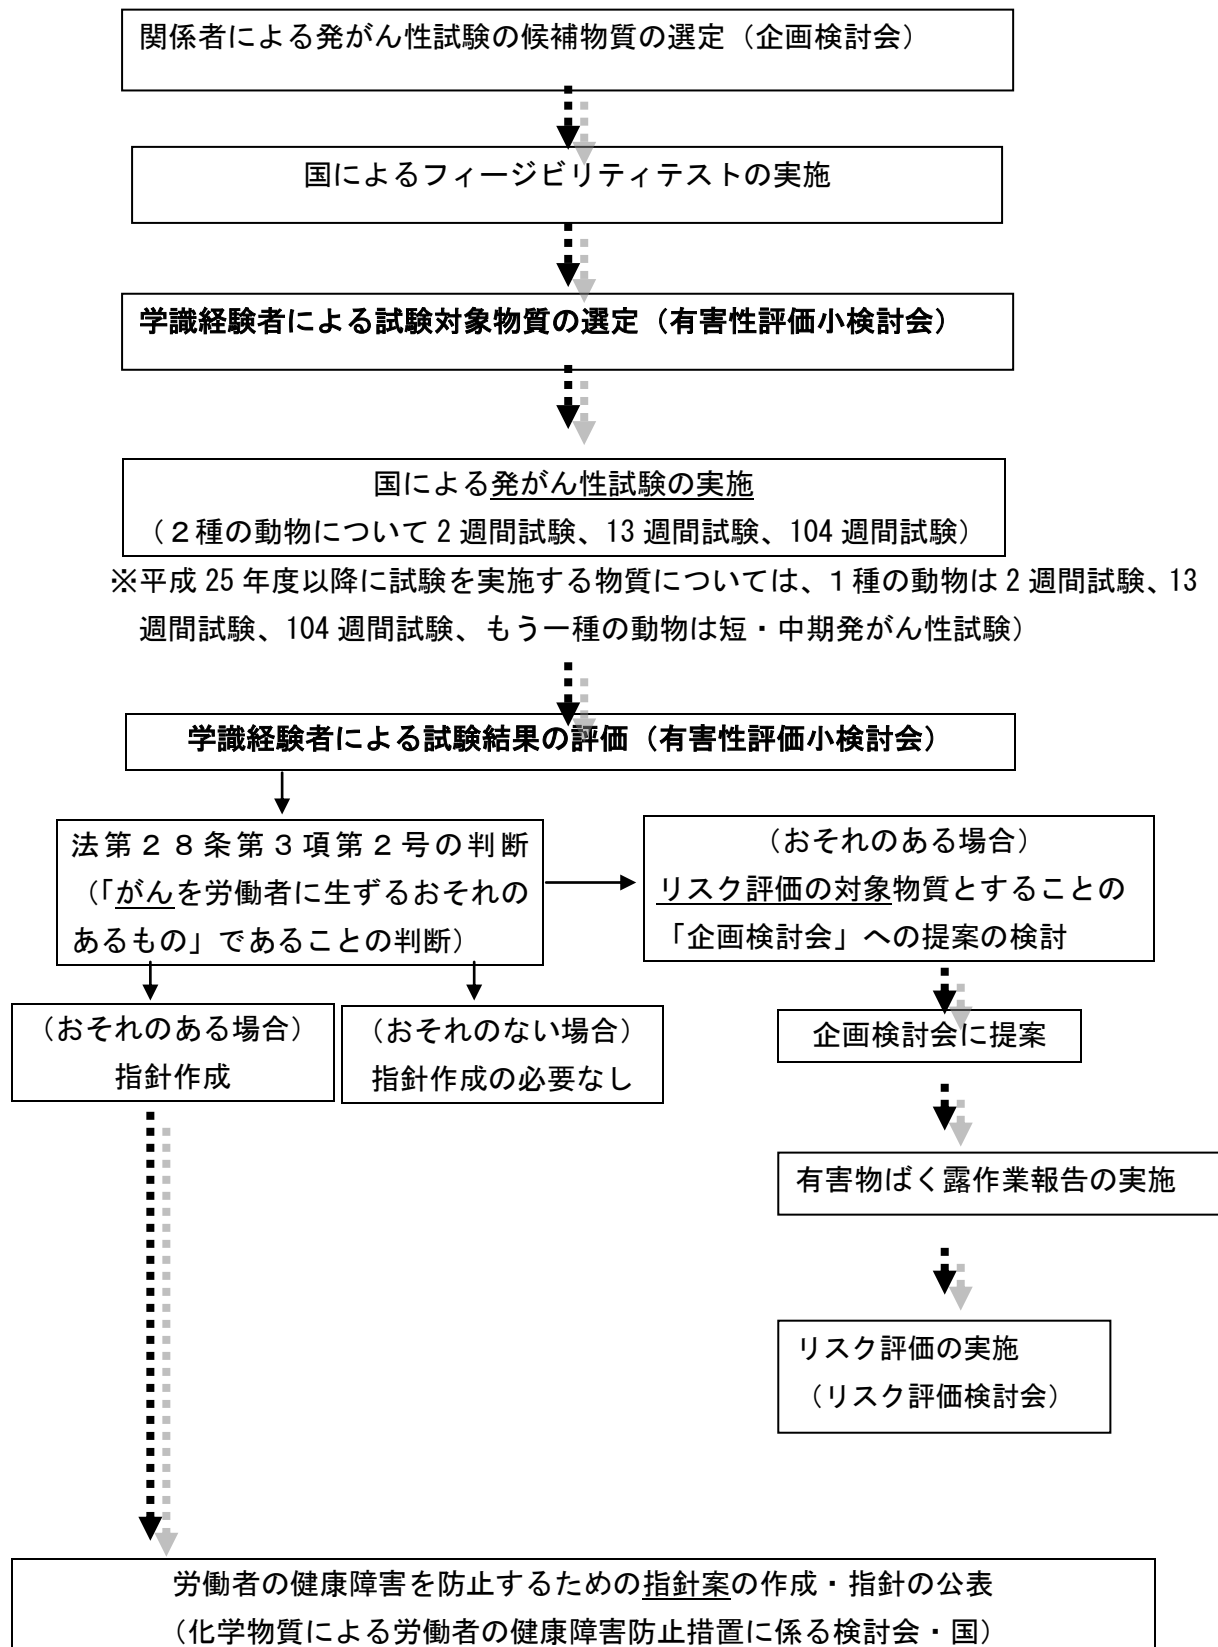 関係者による発がん性試験の候補物質の選定（企画検討会）
国によるフィージビリティテストの実施
学識経験者による試験対象物質の選定（有害性評価小検討会）
国による発がん性試験の実施
（２種の動物について 2 週間試験、13 週間試験、104 週間試験）
※平成 25 年度以降に試験を実施する物質については、１種の動物は 2 週間試験、13
週間試験、104 週間試験、もう一種の動物は短・中期発がん性試験）
学識経験者による試験結果の評価（有害性評価小検討会）
法第２８条第３項第２号の判断
（「がんを労働者に生ずるおそれの
あるもの」であることの判断）
（おそれのある場合）
リスク評価の対象物質とすることの
「企画検討会」への提案の検討
（おそれのある場合）
指針作成
（おそれのない場合）
指針作成の必要なし
企画検討会に提案
有害物ばく露作業報告の実施
リスク評価の実施
（リスク評価検討会）
労働者の健康障害を防止するための指針案の作成・指針の公表
（化学物質による労働者の健康障害防止措置に係る検討会・国）